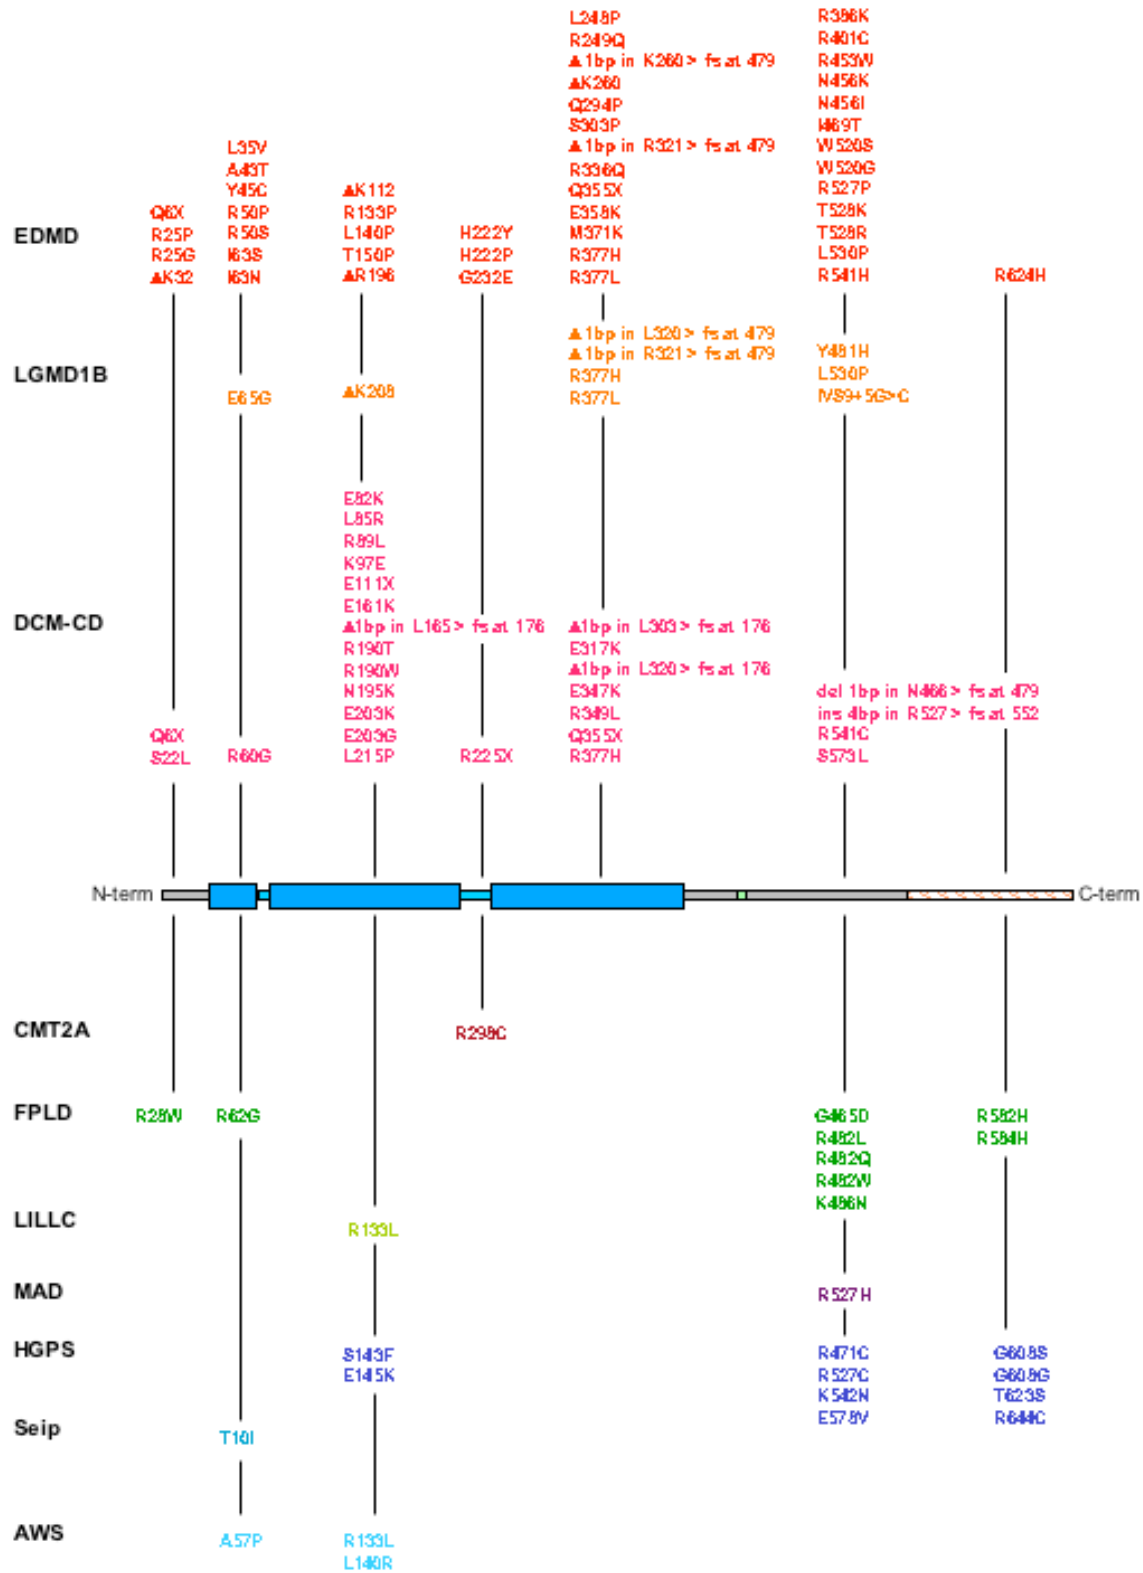 EDMD
Q6X
R25P
R25G
▲K32
L35V
A43T
Y45C
R50P
R50S
I63S
I63N
▲K112
R133P
L140P
T150P
▲R196
H222Y
H222P
G232E
L248P
R249Q
▲1bp in K260> fs at 479
▲K260
Q294P
S303P
▲1bp in R321> fs at 479
R336Q
Q355X
E358K
M371K
R377H
R377L
R386K
R401C
R453W
N456K
N456I
I469T
W520S
W520G
R527P
T528K
T528R
L530P
R541H
R624H
LGMD1B
E65G
▲K208
▲1bp in L320> fs at 479
▲1bp in R321> fs at 479
R377H
R377L
Y481H
L530P
IVS9+5G>C
DCM-CD
Q6X
S22L
R60G
E82K
L85R
R89L
K97E
E111X
E161K
▲1bp in L165> fs at 176
R190T
R190W
N195K
E203K
E203G
L215P
R225X
▲1bp in L303> fs at 176
E317K
▲1bp in L320> fs at 176
E347K
R349L
Q355X
R377H
del 1bp in N466> fs at 479
ins 4bp in R527> fs at 552
R541C
S573L
N-term
C-term
CMT2A
R298C
FPLD
R28W
R62G
G465D
R482L
R482Q
R482W
K486N
R582H
R584H
LILLC
R133L
MAD
R527H
HGPS
S143F
E145K
R471C
R527C
K542N
E578V
G608S
G608G
T623S
R644C
Seip
T10I
AWS
A57P
R133L
L140R